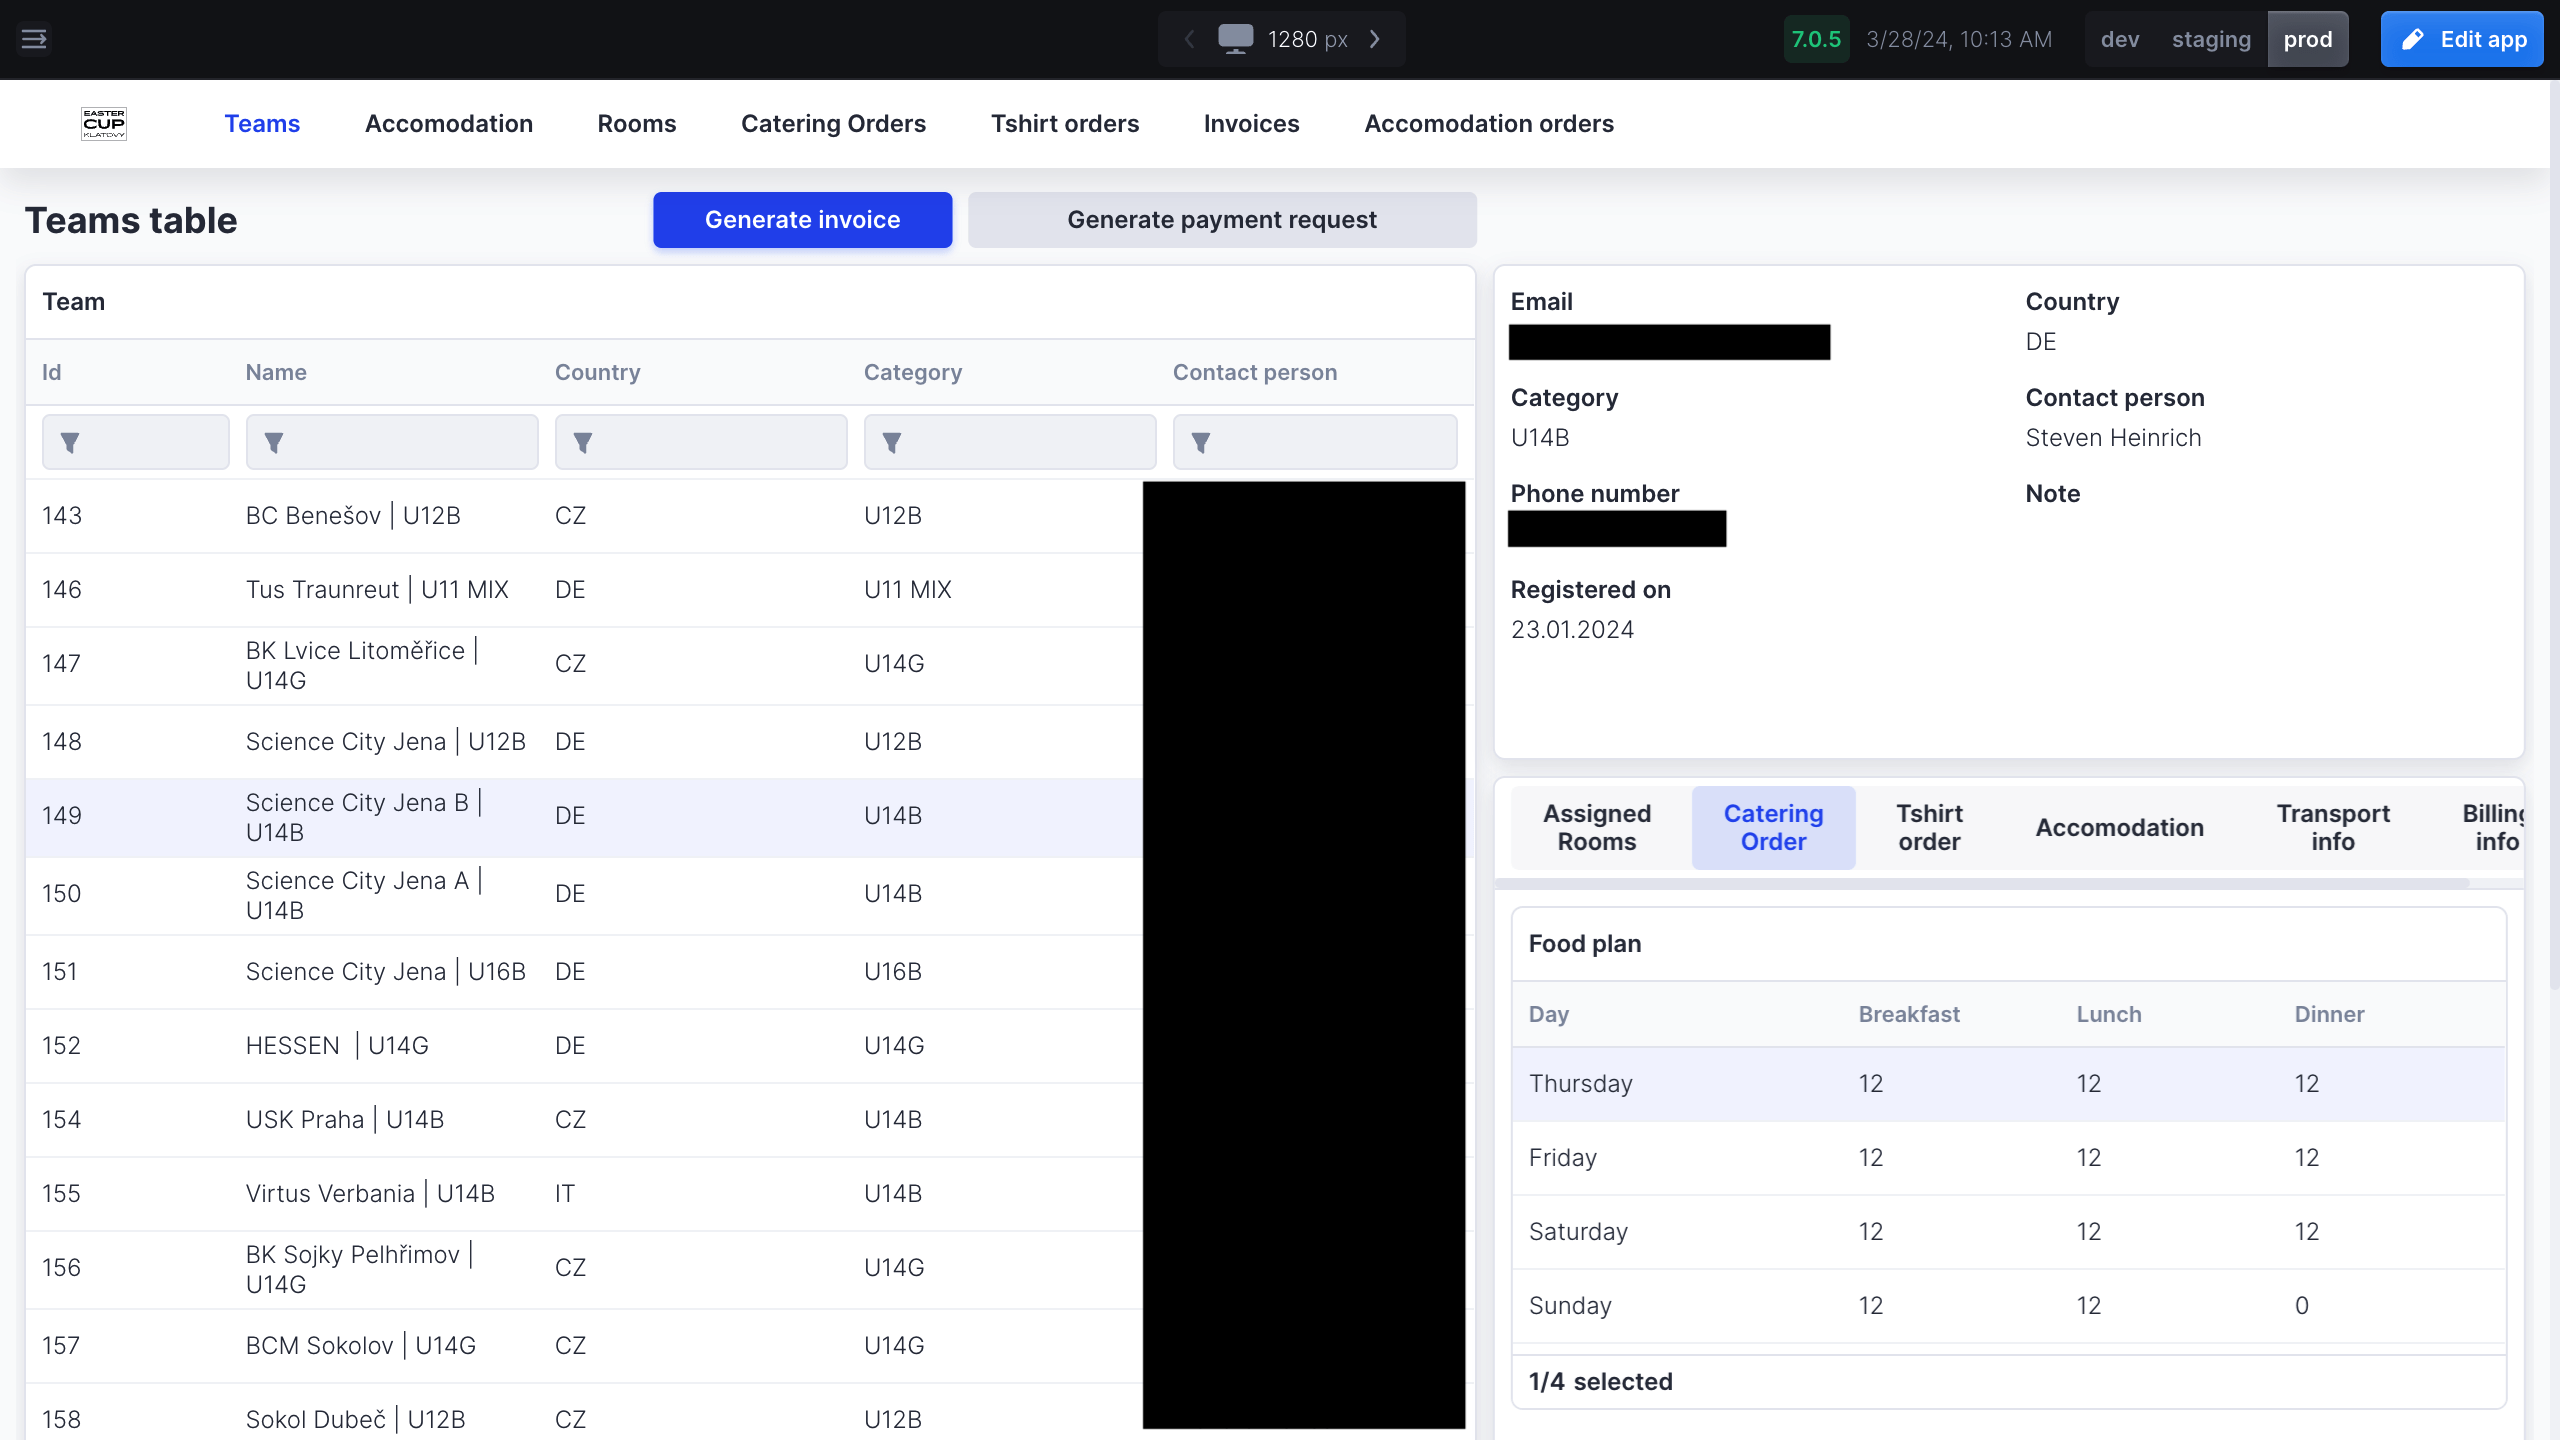 1280 px
7.0.5 3/28/24, 10:13 AM dev staging prod Edit app
EASTER
CUP
KLATOVY
Teams Accomodation Rooms Catering Orders Tshirt orders Invoices Accomodation orders
Teams table Generate invoice Generate payment request
Team
Id Name Country Category Contact person
143 BC Benešov | U12B CZ U12B
146 Tus Traunreut | U11 MIX DE U11 MIX
147 BK Lvice Litoměřice | CZ U14G
U14G
148 Science City Jena | U12B DE U12B
149 Science City Jena B | DE U14B
U14B
150 Science City Jena A | DE U14B
U14B
151 Science City Jena | U16B DE U16B
152 HESSEN | U14G DE U14G
154 USK Praha | U14B CZ U14B
155 Virtus Verbania | U14B IT U14B
156 BK Sojky Pelhřimov | CZ U14G
U14G
157 BCM Sokolov | U14G CZ U14G
158 Sokol Dubeč | U12B CZ U12B
Email Country
DE
Category Contact person
U14B Steven Heinrich
Phone number Note
Registered on
23.01.2024
Assigned Catering Tshirt Accomodation Transport Billing
Rooms Order order info info
Food plan
Day Breakfast Lunch Dinner
Thursday 12 12 12
Friday 12 12 12
Saturday 12 12 12
Sunday 12 12 0
1/4 selected